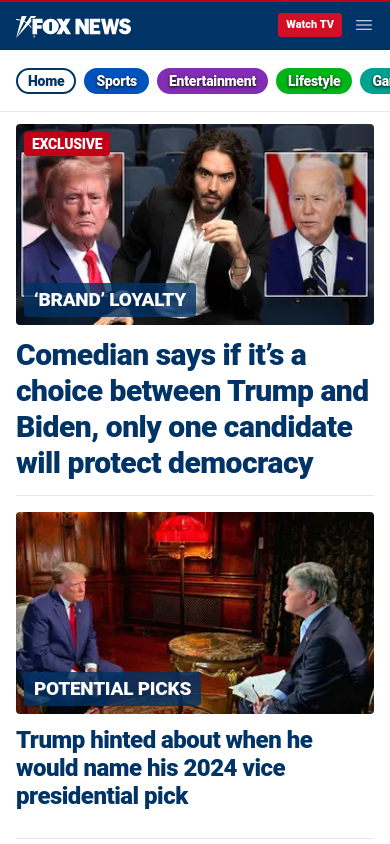 FOX NEWS
Watch TV
Home
Sports
Entertainment
Lifestyle
EXCLUSIVE
‘BRAND’ LOYALTY
Comedian says if it’s a
choice between Trump and
Biden, only one candidate
will protect democracy
POTENTIAL PICKS
Trump hinted about when he
would name his 2024 vice
presidential pick